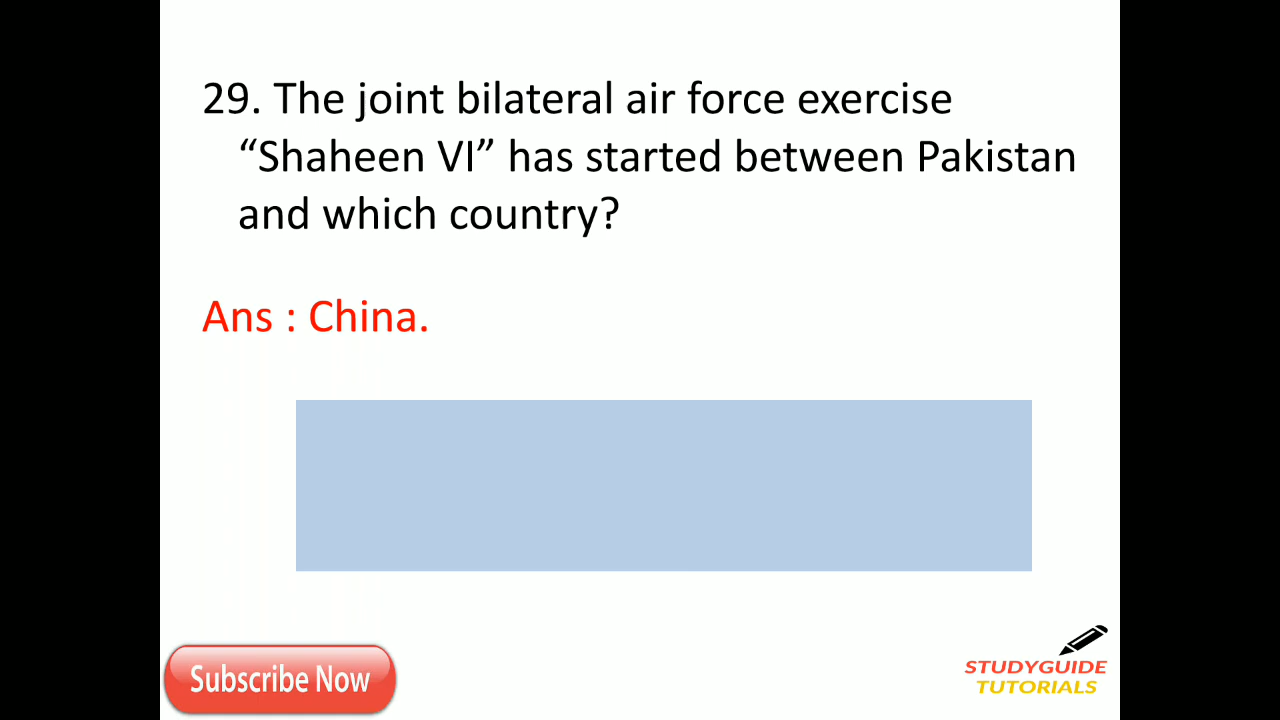 29. The joint bilateral air force exercise
“Shaheen VI” has started between Pakistan
and which country?
Ans : China.
Subscribe Now
STUDYGUIDE
TUTORIALS